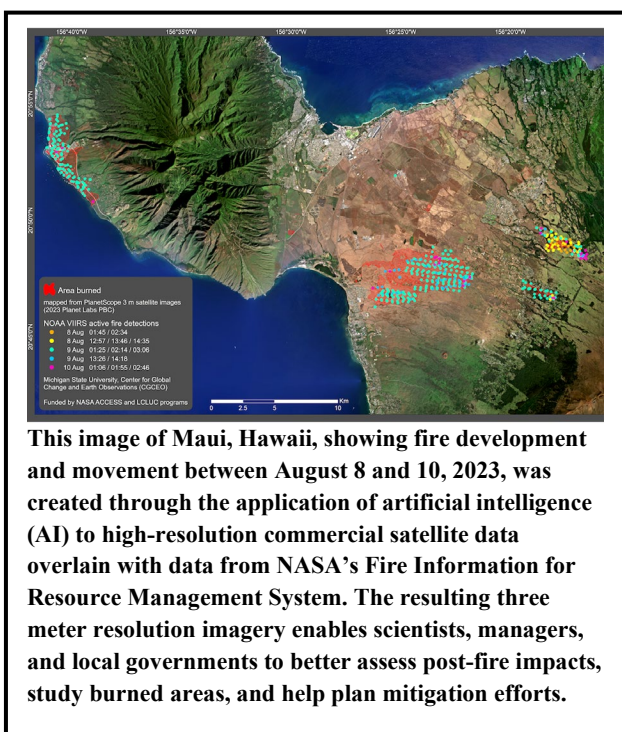 156°40'0"W 156°35'0"W 156°30'0"W 156°25'0"W 156°20'0"W
20°55'0"N
20°50'0"N
20°45'0"N
Area burned
mapped from PlanetScope 3 m satellite images
(2023 Planet Labs PBC)
NOAA VIIRS active fire detections
8 Aug 01:45 / 02:34
8 Aug 12:57 / 13:46 / 14:35
9 Aug 01:25 / 02:14 / 03:06
9 Aug 13:26 / 14:18
10 Aug 01:06 / 01:55 / 02:46
Michigan State University, Center for Global
Change and Earth Observations (CGCEO)
Funded by NASA ACCESS and LCLUC programs
Km
0 2.5 5 10
This image of Maui, Hawaii, showing fire development
and movement between August 8 and 10, 2023, was
created through the application of artificial intelligence
(AI) to high-resolution commercial satellite data
overlain with data from NASA’s Fire Information for
Resource Management System. The resulting three
meter resolution imagery enables scientists, managers,
and local governments to better assess post-fire impacts,
study burned areas, and help plan mitigation efforts.